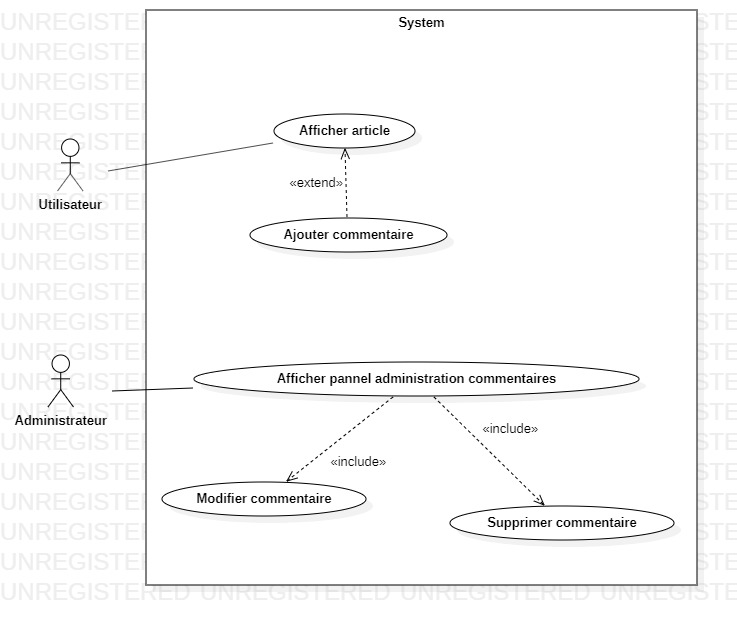 System
Afficher article
Utilisateur
«extend»
Ajouter commentaire
Afficher pannel administration commentaires
Administrateur
«include»
«include»
Modifier commentaire
Supprimer commentaire
UNREGISTERED UNREGISTERED UNREGISTERED UNREGISTERED